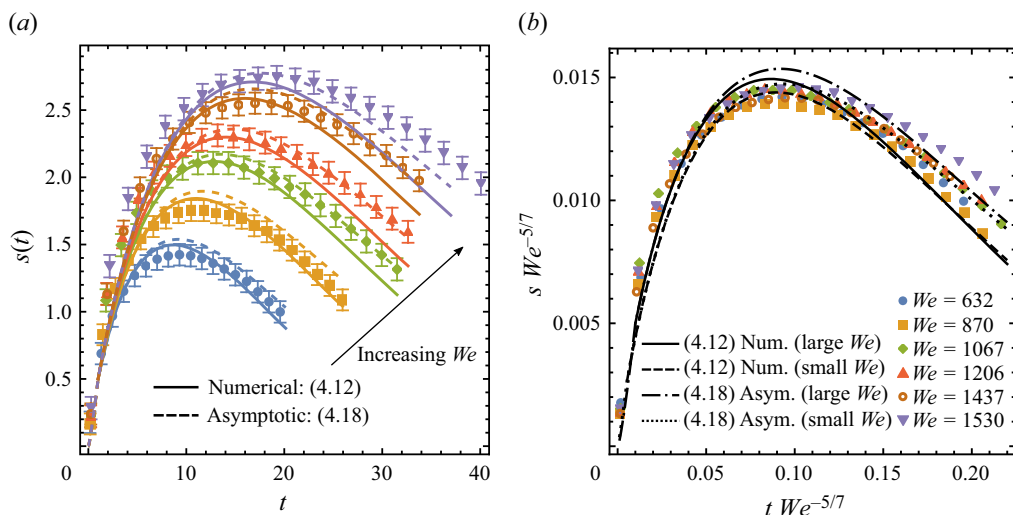 (a)
2.5
2.0
1.5
1.0
0.5
0
10
20
30
40
s(t)
t
Increasing We
Numerical: (4.12)
Asymptotic: (4.18)
(b)
0.015
0.010
0.005
0
0.05
0.10
0.15
0.20
s We^{-5/7}
t We^{-5/7}
(4.12) Num. (large We)
(4.12) Num. (small We)
(4.18) Asym. (large We)
(4.18) Asym. (small We)
We = 632
We = 870
We = 1067
We = 1206
We = 1437
We = 1530